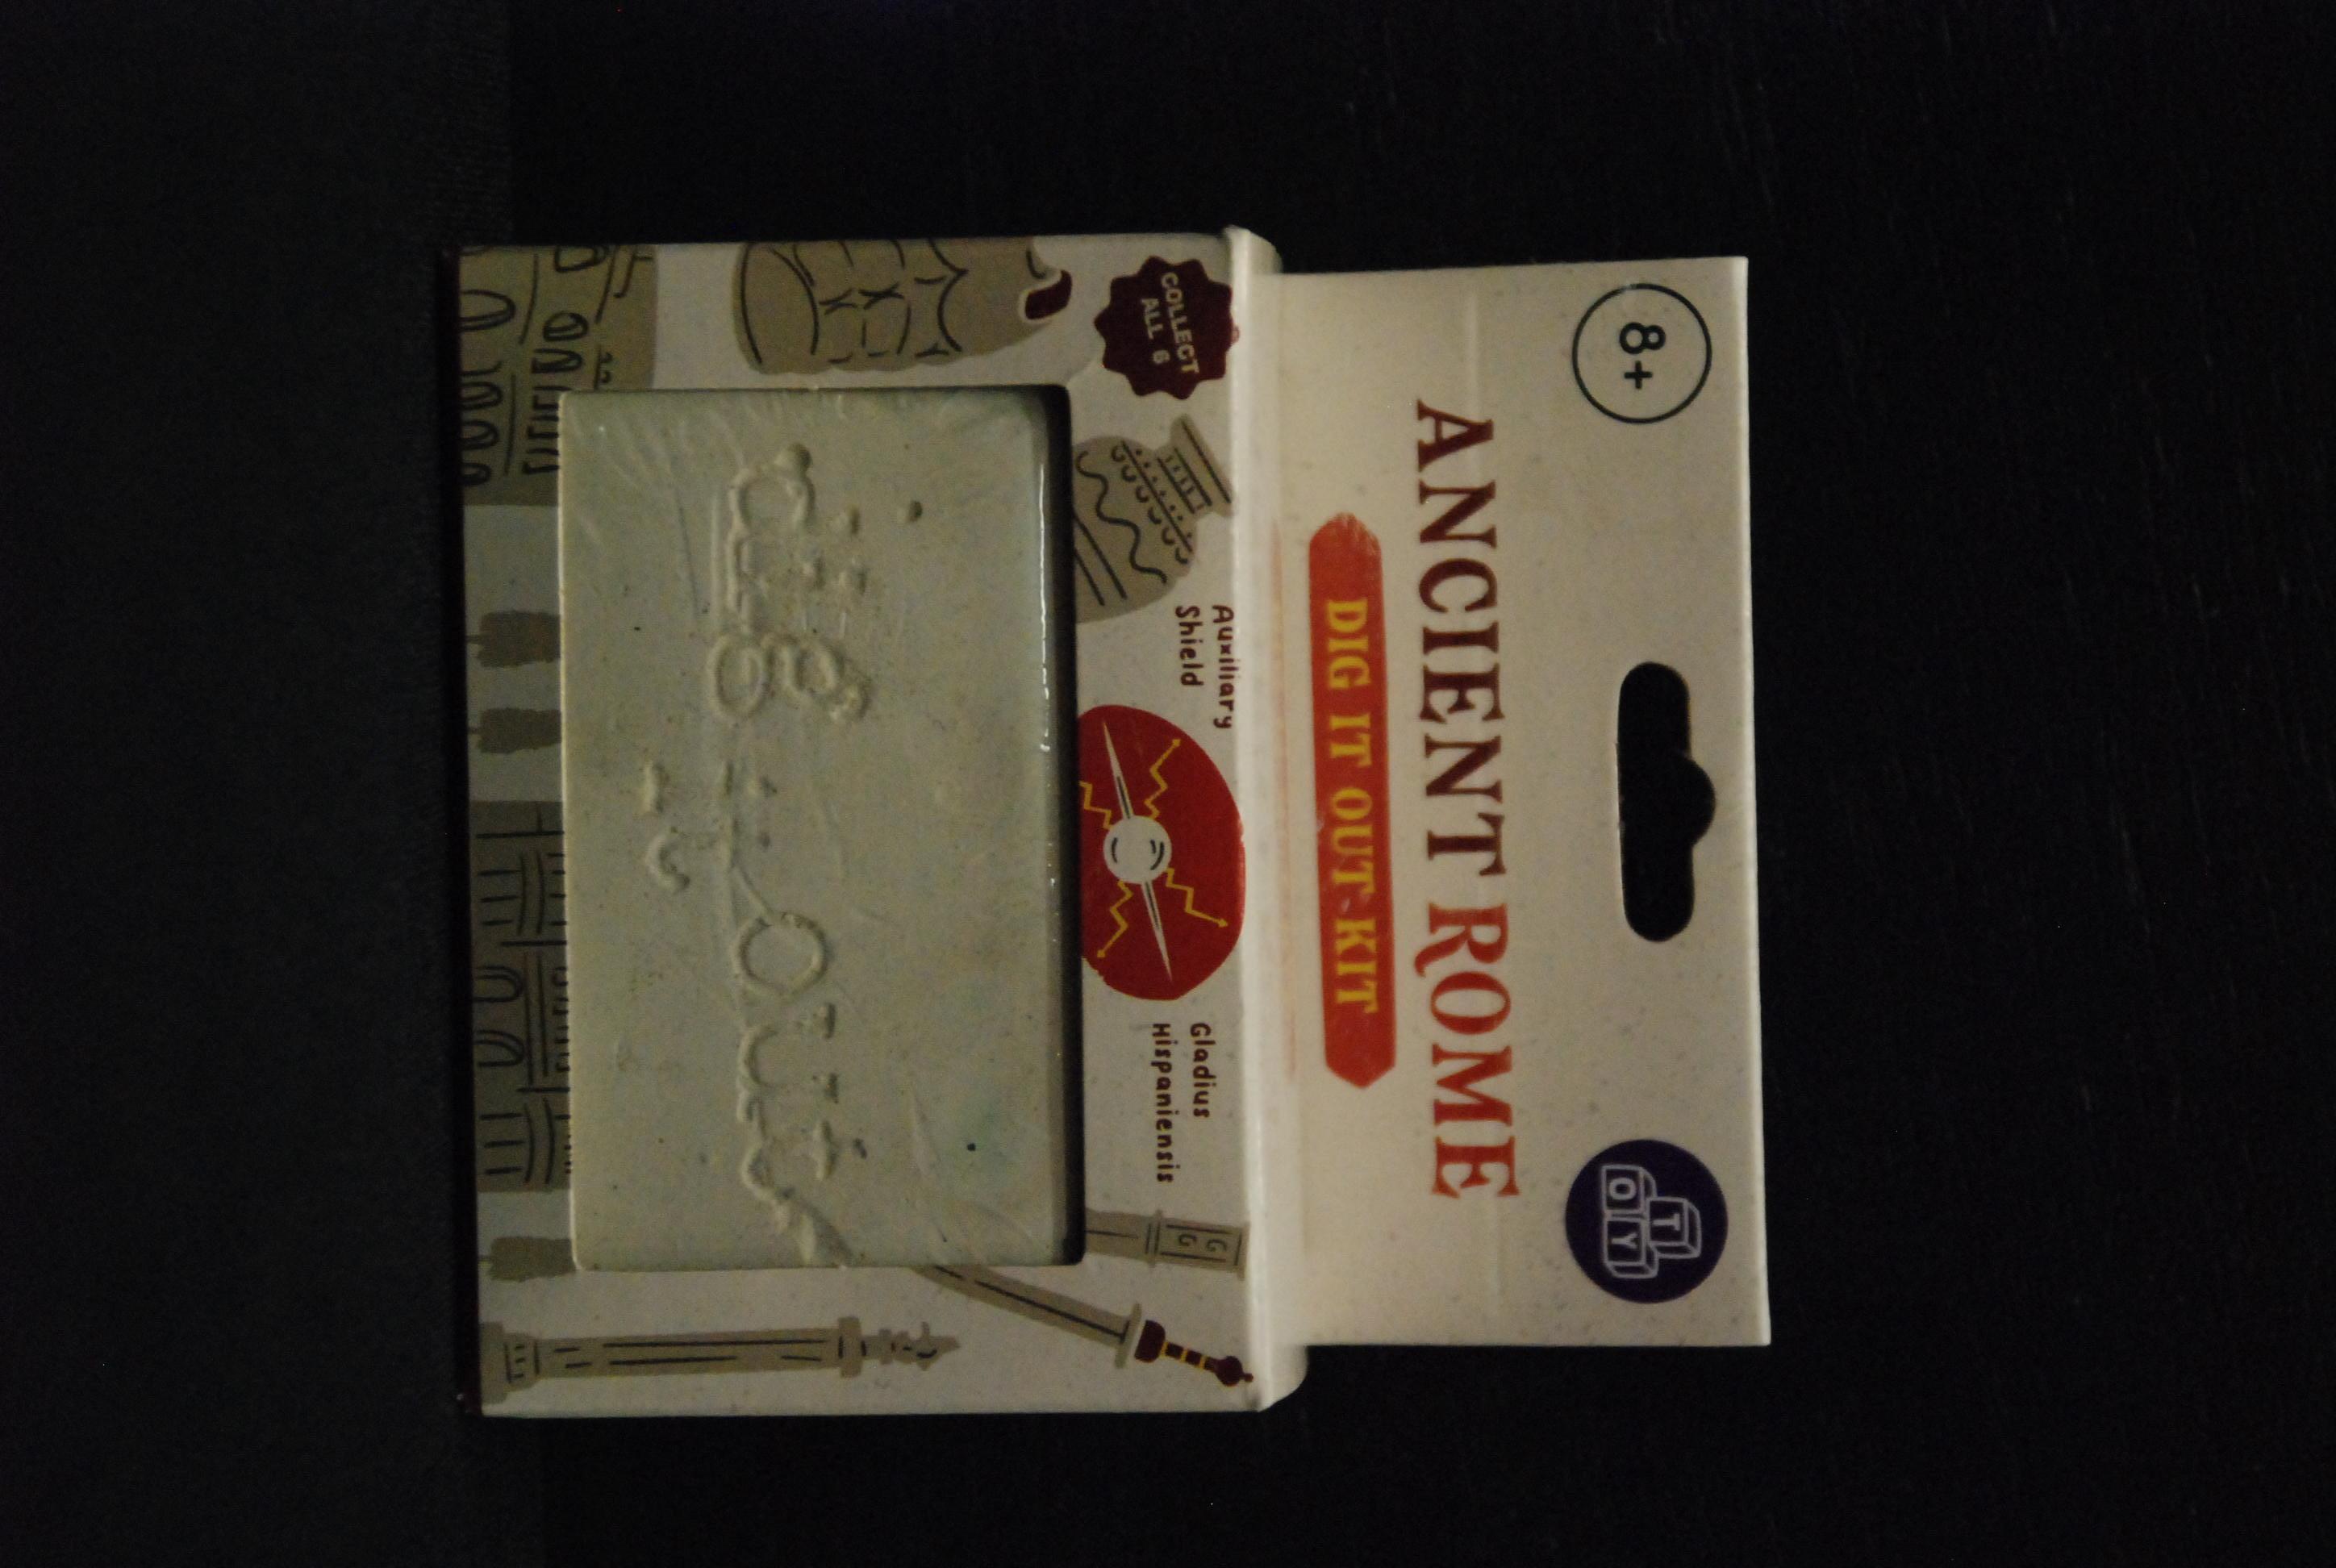 8+
TOY
ANCIENT ROME
DIG IT OUT KIT
COLLECT
ALL 6
Auxiliary
Shield
Gladius
Hispaniensis
dig it out